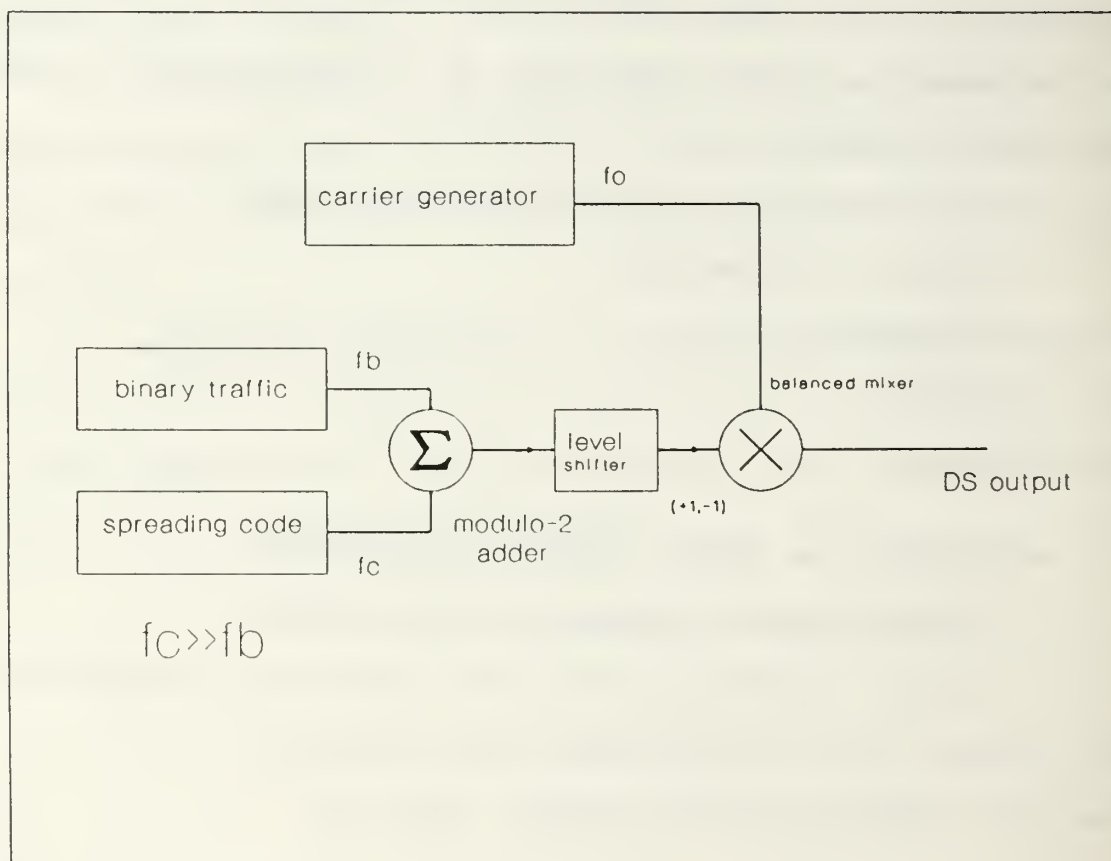 carrier generator
fo
binary traffic
fb
balanced mixer
Σ
level
shifter
(+1,-1)
DS output
spreading code
fc
modulo-2
adder
fc>>fb